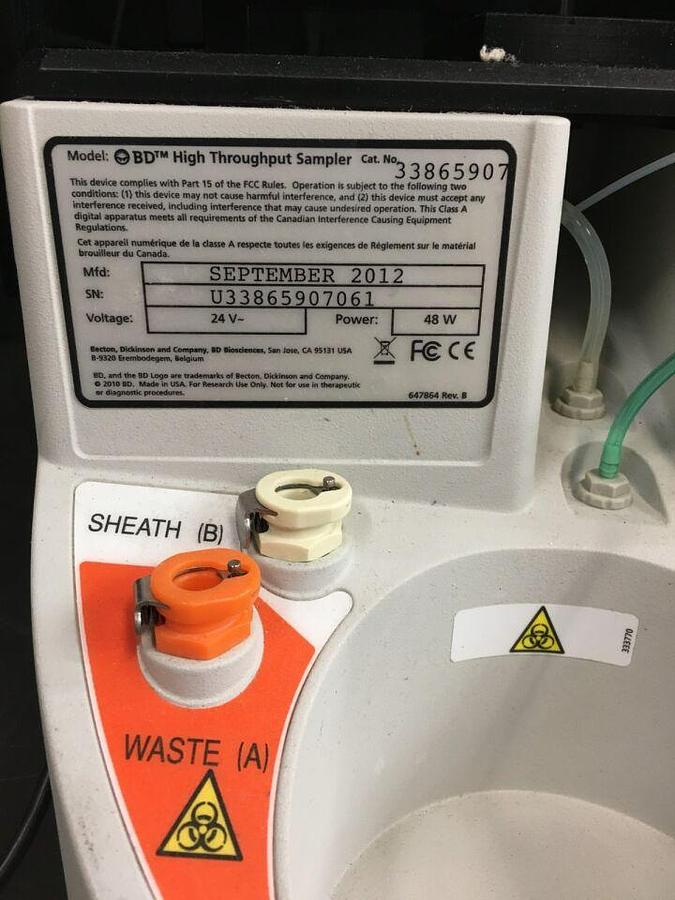 Model: BD™ High Throughput Sampler Cat. No. 33865907
This device complies with Part 15 of the FCC Rules. Operation is subject to the following two
conditions: (1) this device may not cause harmful interference, and (2) this device must accept any
interference received, including interference that may cause undesired operation. This Class A
digital apparatus meets all requirements of the Canadian Interference Causing Equipment
Regulations.
Cet appareil numérique de la classe A respecte toutes les exigences de Règlement sur le matérial
brouilleur du Canada.
Mfd: SEPTEMBER 2012
SN: U33865907061
Voltage: 24 V~ Power: 48 W
Becton, Dickinson and Company, BD Biosciences, San Jose, CA 95131 USA
B-9320 Erembodegem, Belgium
FC CE
BD, and the BD Logo are trademarks of Becton, Dickinson and Company.
© 2010 BD. Made in USA. For Research Use Only. Not for use in therapeutic
or diagnostic procedures.
647864 Rev. B
SHEATH (B)
333770
WASTE (A)